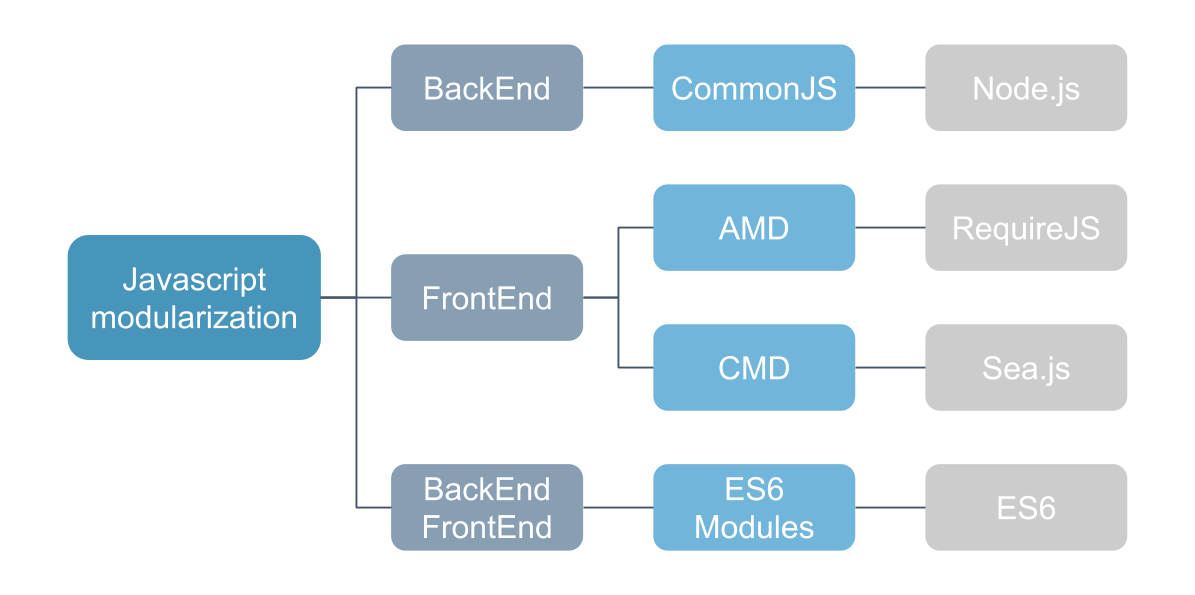 BackEnd
CommonJS
Node.js
AMD
RequireJS
Javascript
modularization
FrontEnd
CMD
Sea.js
BackEnd
FrontEnd
ES6
Modules
ES6